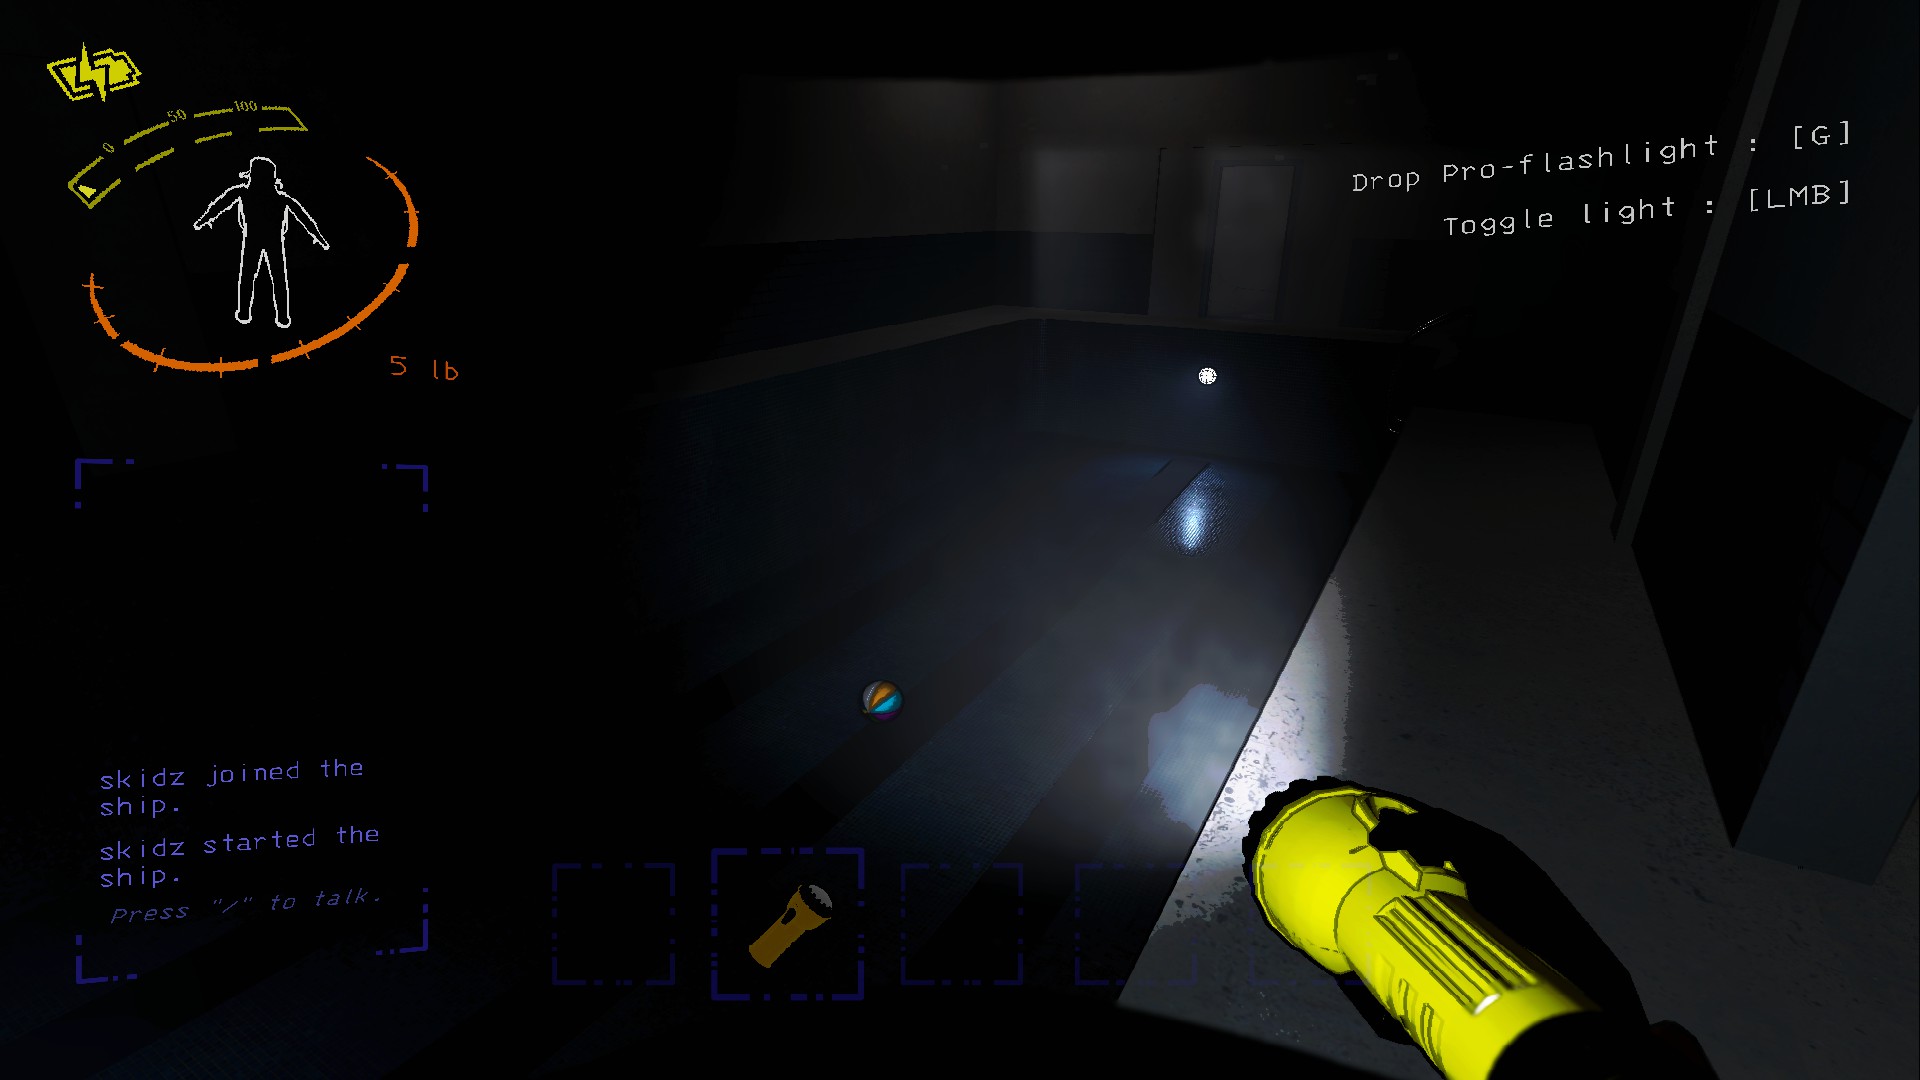 0 50 100
Drop Pro-flashlight : [G]
Toggle light : [LMB]
5 lb
skidz joined the
ship.
skidz started the
ship.
Press "/" to talk.